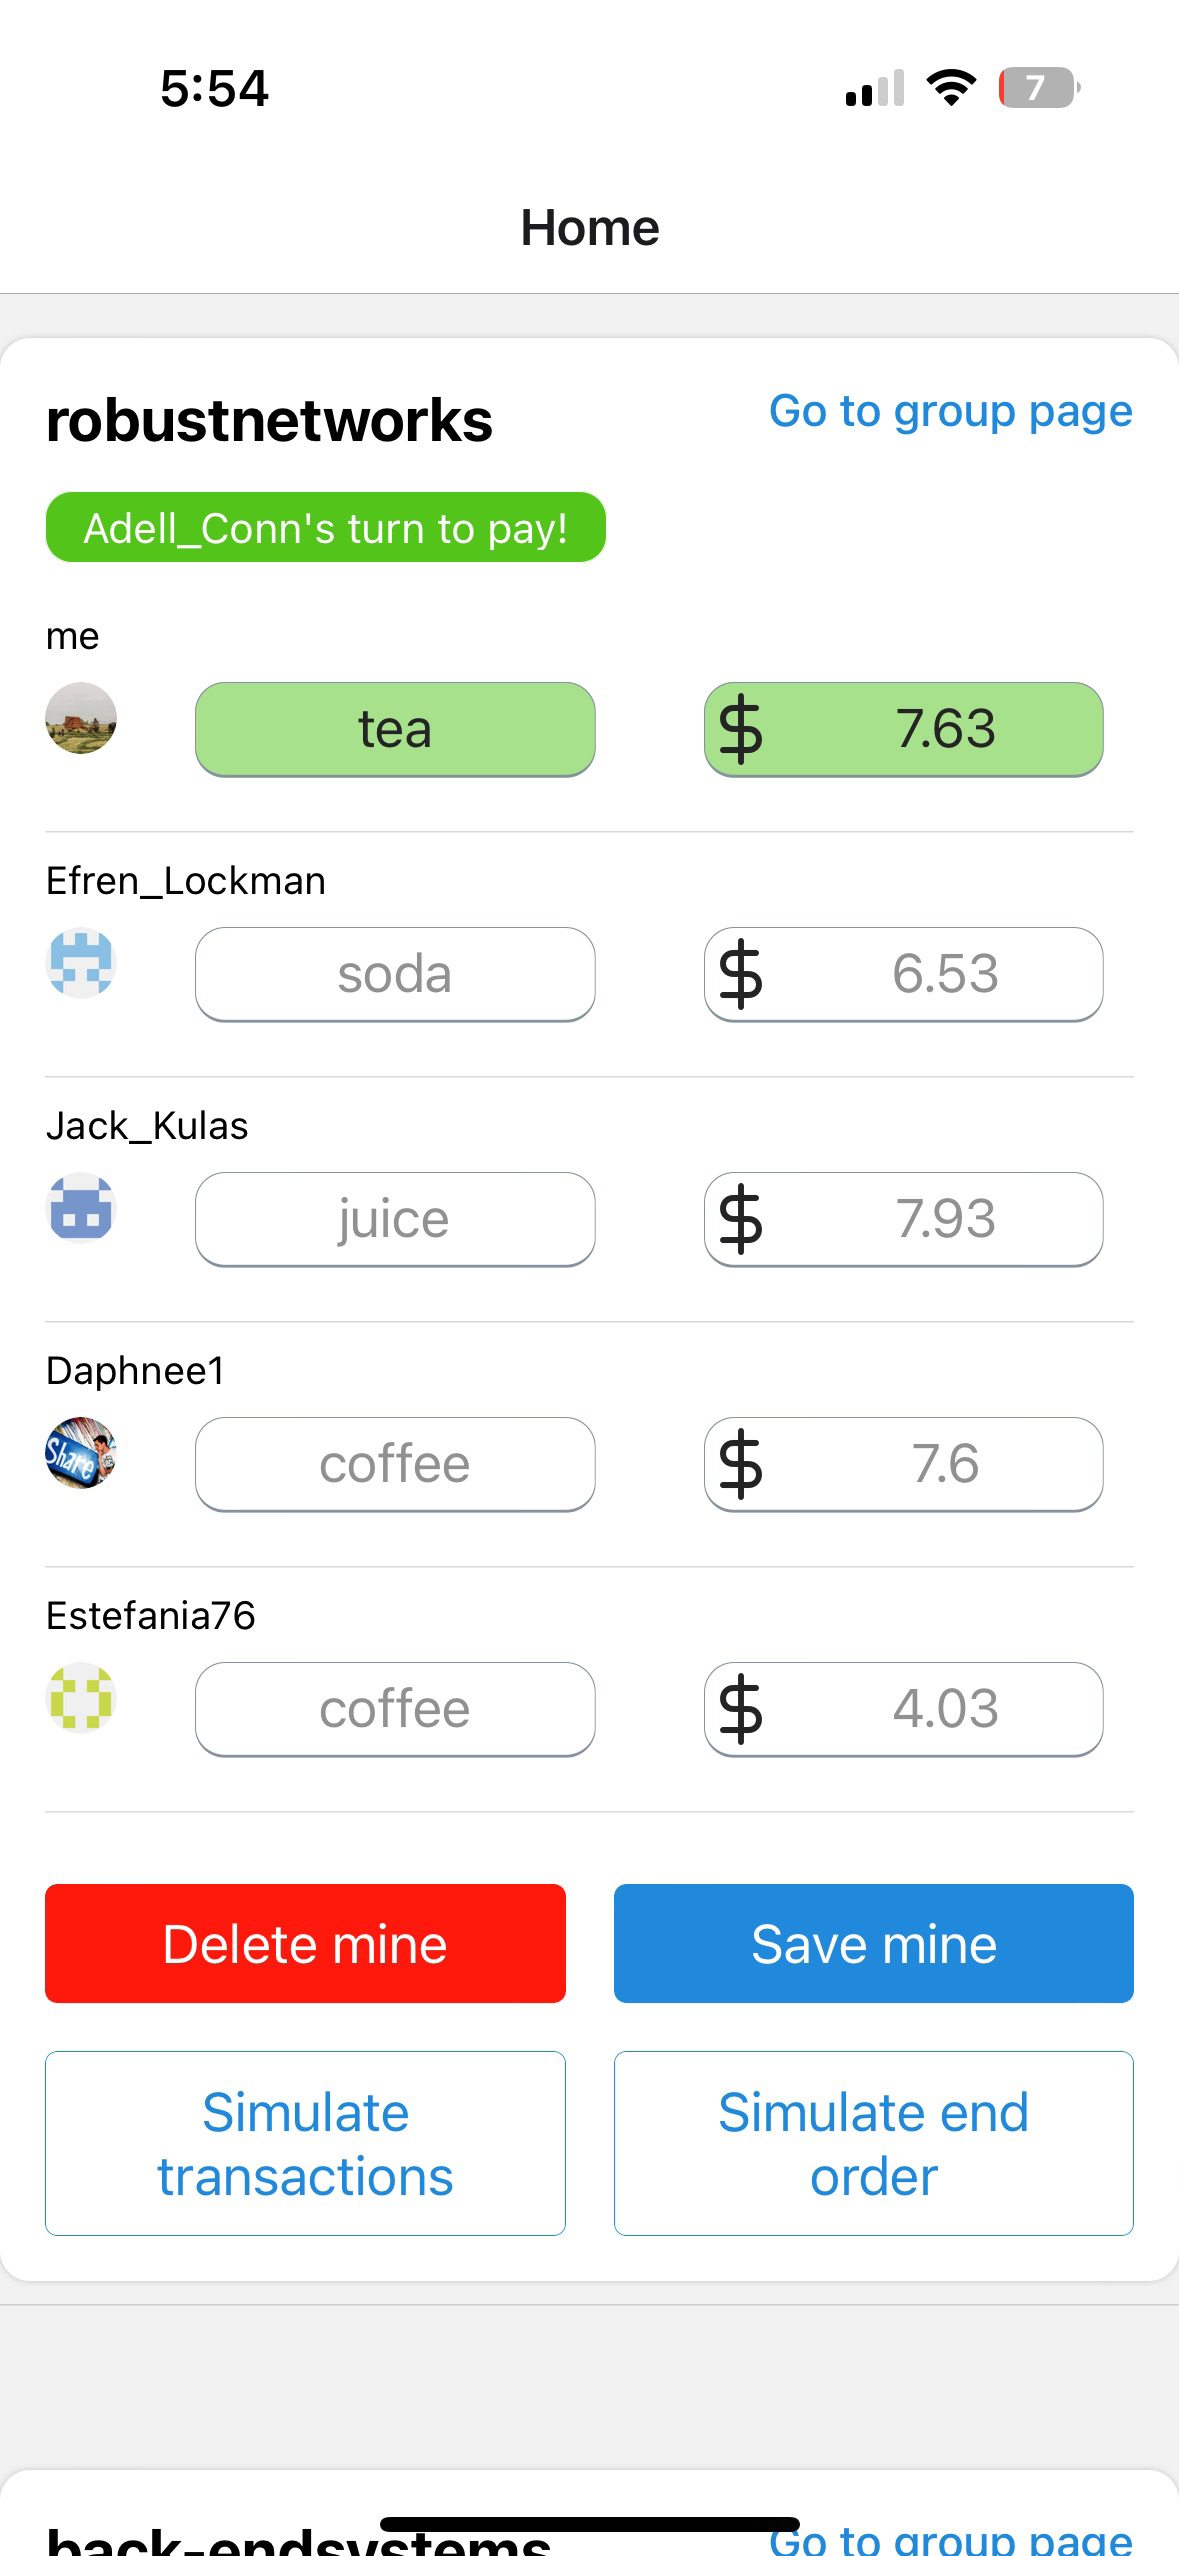 5:54
7
Home
robustnetworks
Go to group page
Adell_Conn's turn to pay!
me
tea
$ 7.63
Efren_Lockman
soda
$ 6.53
Jack_Kulas
juice
$ 7.93
Daphnee1
Share
coffee
$ 7.6
Estefania76
coffee
$ 4.03
Delete mine
Save mine
Simulate
transactions
Simulate end
order
back-endsystems
Go to group page